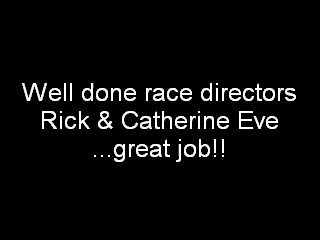 Well done race directors
Rick & Catherine Eve
...great job!!